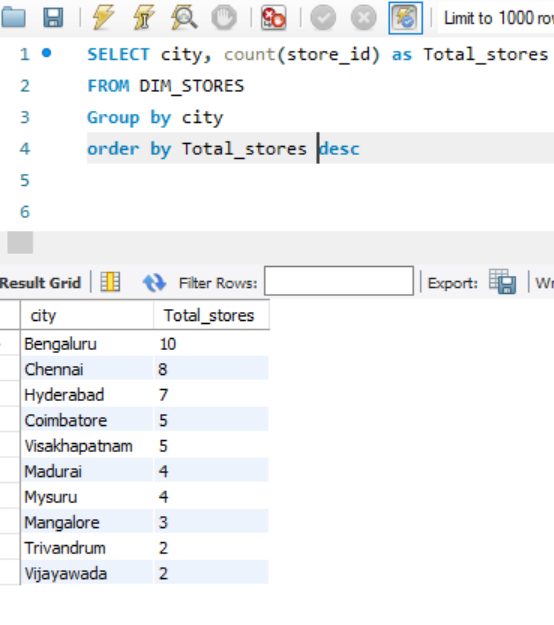 Limit to 1000 ro
1 SELECT city, count(store_id) as Total_stores
2 FROM DIM_STORES
3 Group by city
4 order by Total_stores desc
5
6
Result Grid Filter Rows: Export: Wr
city Total_stores
Bengaluru 10
Chennai 8
Hyderabad 7
Coimbatore 5
Visakhapatnam 5
Madurai 4
Mysuru 4
Mangalore 3
Trivandrum 2
Vijayawada 2